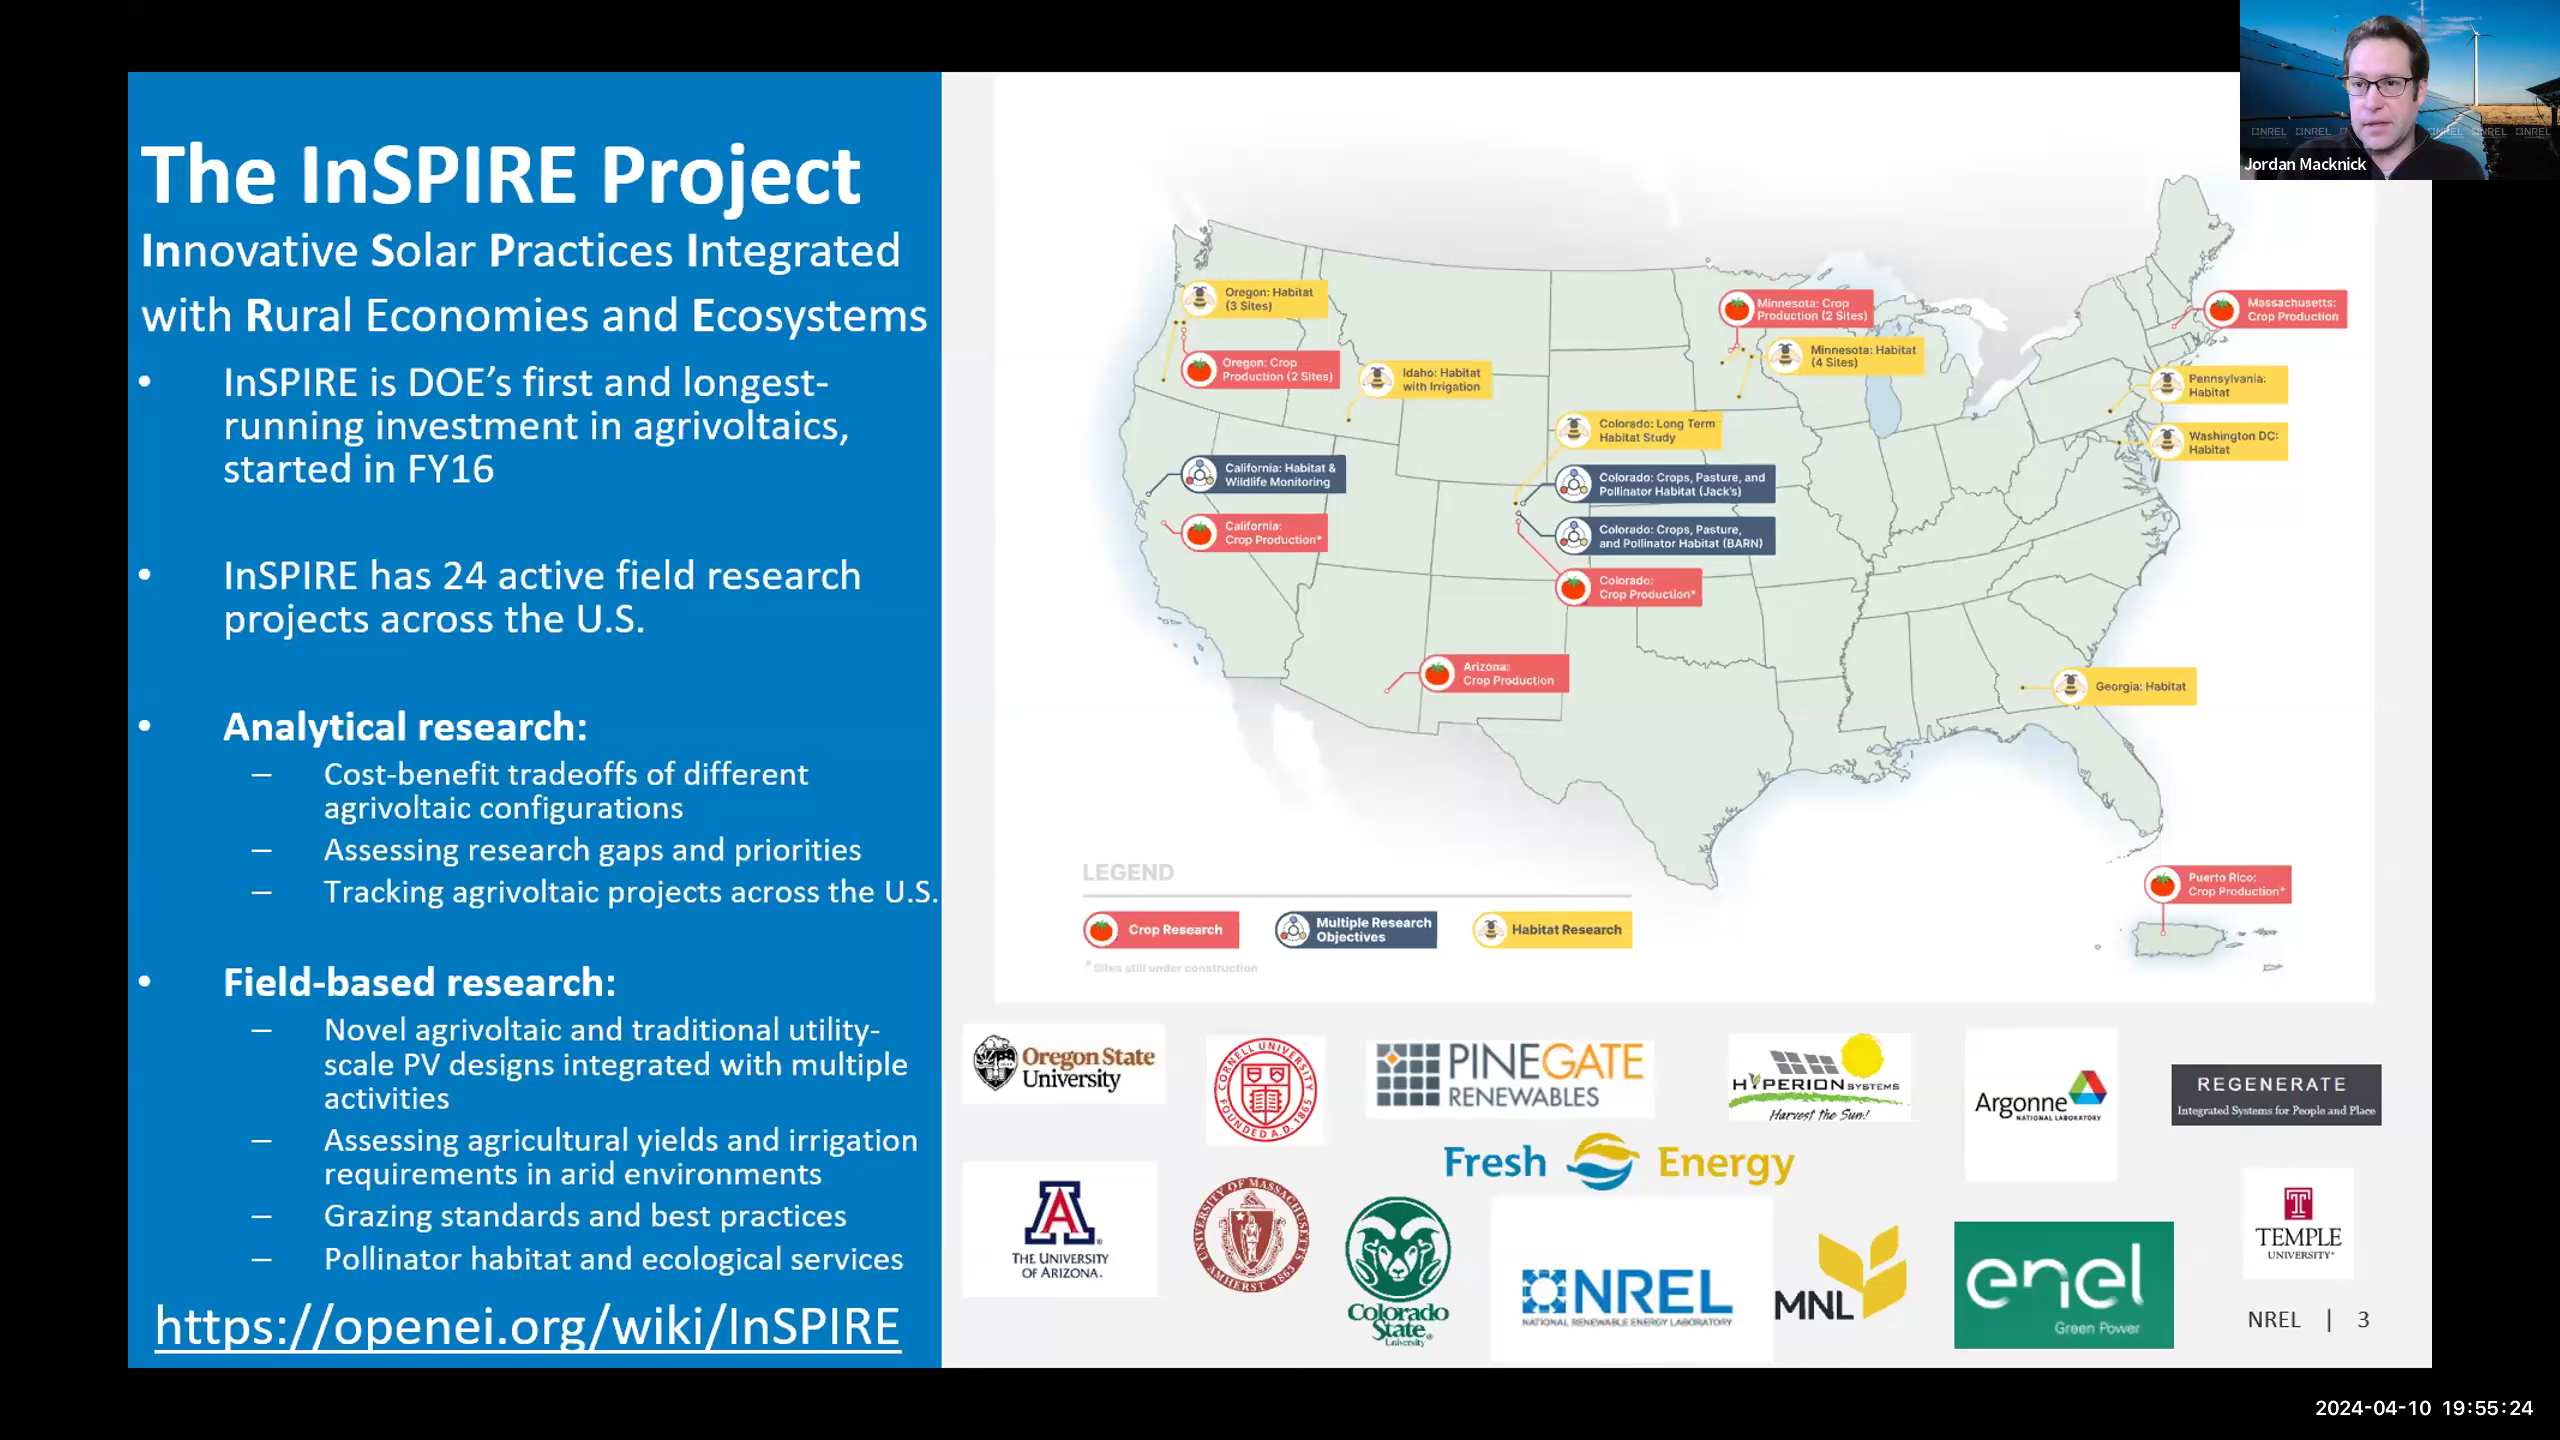 Jordan Macknick
NREL NREL NREL NREL NREL
The InSPIRE Project
Innovative Solar Practices Integrated
with Rural Economies and Ecosystems
• InSPIRE is DOE’s first and longest-
running investment in agrivoltaics,
started in FY16
• InSPIRE has 24 active field research
projects across the U.S.
• Analytical research:
– Cost-benefit tradeoffs of different
agrivoltaic configurations
– Assessing research gaps and priorities
– Tracking agrivoltaic projects across the U.S.
• Field-based research:
– Novel agrivoltaic and traditional utility-
scale PV designs integrated with multiple
activities
– Assessing agricultural yields and irrigation
requirements in arid environments
– Grazing standards and best practices
– Pollinator habitat and ecological services
https://openei.org/wiki/InSPIRE
Oregon: Habitat
(3 Sites)
Oregon: Crop
Production (2 Sites)
Idaho: Habitat
with Irrigation
California: Habitat &
Wildlife Monitoring
California:
Crop Production*
Colorado: Long Term
Habitat Study
Colorado: Crops, Pasture, and
Pollinator Habitat (Jack's)
Colorado: Crops, Pasture,
and Pollinator Habitat (BARN)
Colorado:
Crop Production*
Arizona:
Crop Production
Minnesota: Crop
Production (2 Sites)
Minnesota: Habitat
(4 Sites)
Massachusetts:
Crop Production
Pennsylvania:
Habitat
Washington DC:
Habitat
Georgia: Habitat
Puerto Rico:
Crop Production*
LEGEND
Crop Research
Multiple Research
Objectives
Habitat Research
* Sites still under construction
Oregon State
University
CORNELL UNIVERSITY
FOUNDED A.D. 1865
PINEGATE
RENEWABLES
HYPERION SYSTEMS
Harvest the Sun!
Argonne
NATIONAL LABORATORY
REGENERATE
Integrated Systems for People and Place
Fresh Energy
A
THE UNIVERSITY
OF ARIZONA®
UNIVERSITY OF MASSACHUSETTS
AMHERST 1863
Colorado
State®
University
NREL
NATIONAL RENEWABLE ENERGY LABORATORY
MNL
enel
Green Power
T
TEMPLE
UNIVERSITY®
NREL | 3
2024-04-10 19:55:24